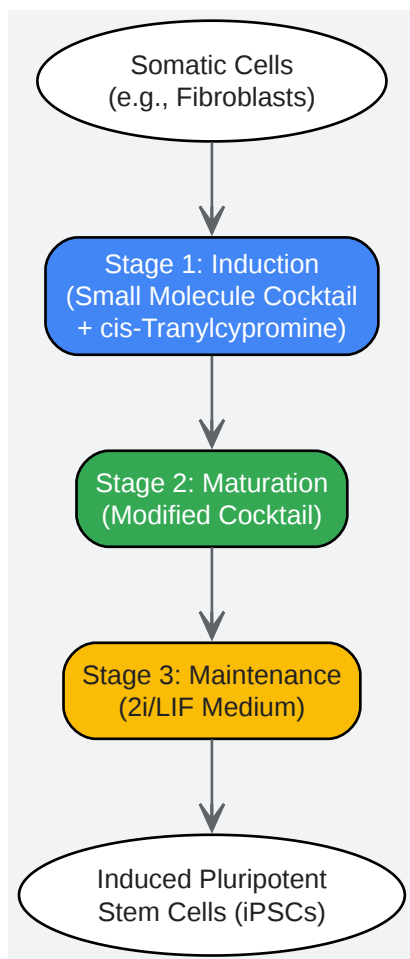 Somatic Cells
(e.g., Fibroblasts)
Stage 1: Induction
(Small Molecule Cocktail
+ cis-Tranylcypromine)
Stage 2: Maturation
(Modified Cocktail)
Stage 3: Maintenance
(2i/LIF Medium)
Induced Pluripotent
Stem Cells (iPSCs)